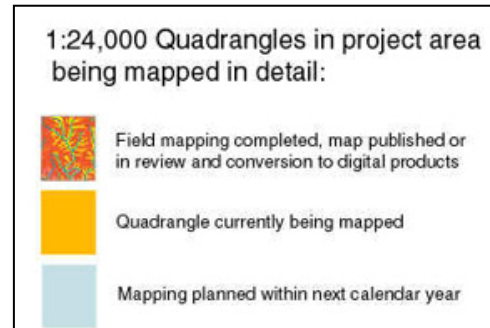 1:24,000 Quadrangles in project area
being mapped in detail:
Field mapping completed, map published or
in review and conversion to digital products
Quadrangle currently being mapped
Mapping planned within next calendar year